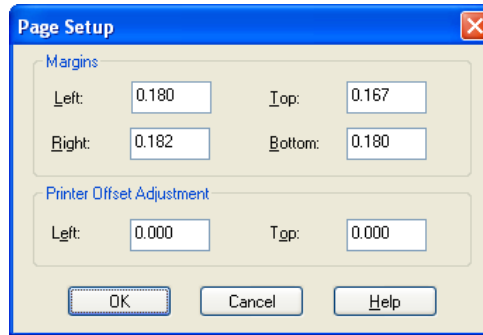 Page Setup
Margins
Left: 0.180 Top: 0.167
Right: 0.182 Bottom: 0.180
Printer Offset Adjustment
Left: 0.000 Top: 0.000
OK Cancel Help